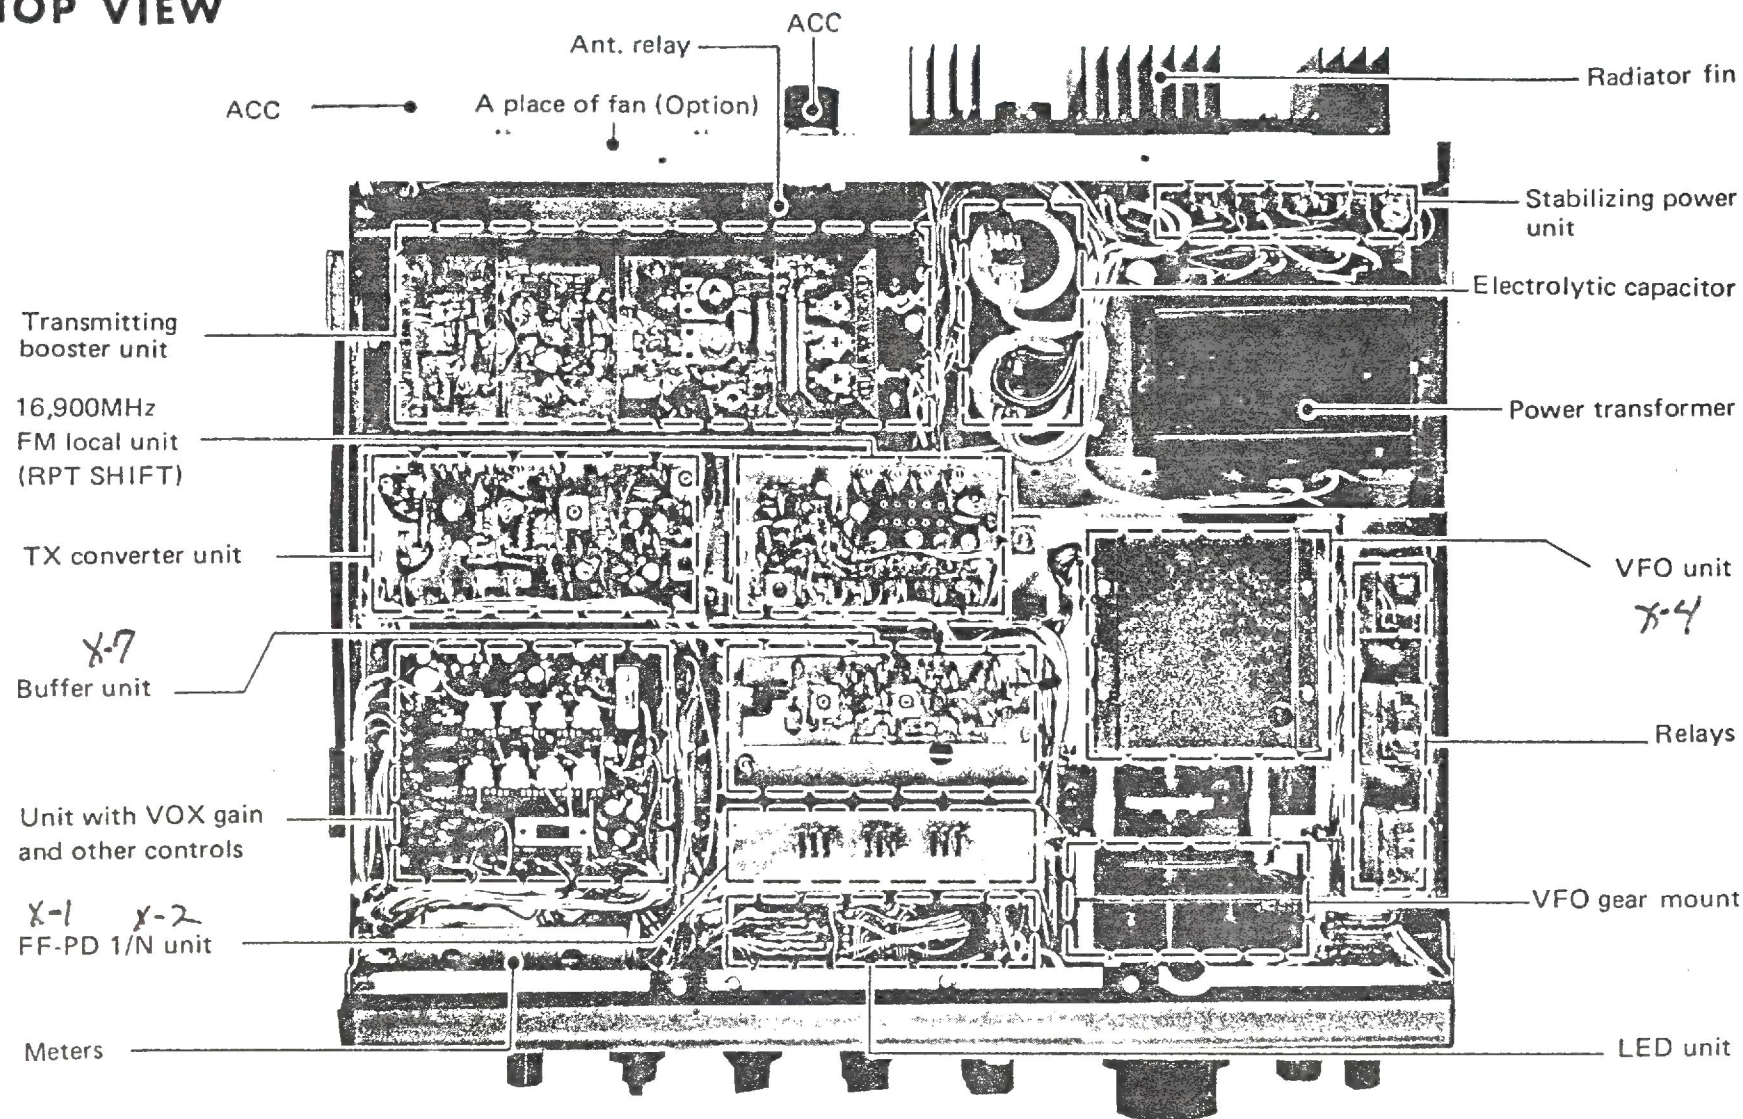 TOP VIEW
ACC
Ant. relay
Radiator fin
ACC
A place of fan (Option)
Stabilizing power
unit
Electrolytic capacitor
Transmitting
booster unit
16,900MHz
FM local unit
(RPT SHIFT)
Power transformer
TX converter unit
VFO unit
X-4
X-7
Buffer unit
Relays
Unit with VOX gain
and other controls
X-1 X-2
FF-PD 1/N unit
VFO gear mount
Meters
LED unit